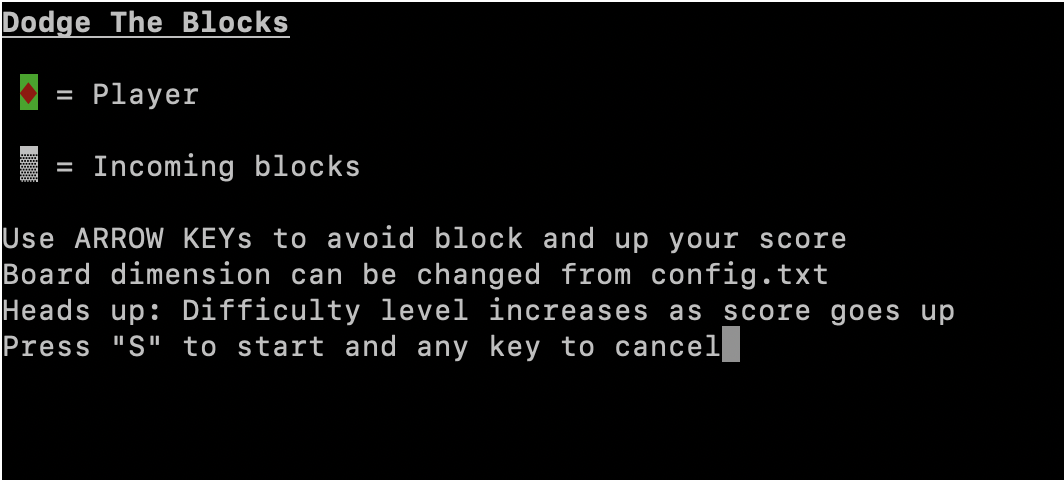 Dodge The Blocks
♦ = Player
▒ = Incoming blocks
Use ARROW KEYs to avoid block and up your score
Board dimension can be changed from config.txt
Heads up: Difficulty level increases as score goes up
Press "S" to start and any key to cancel